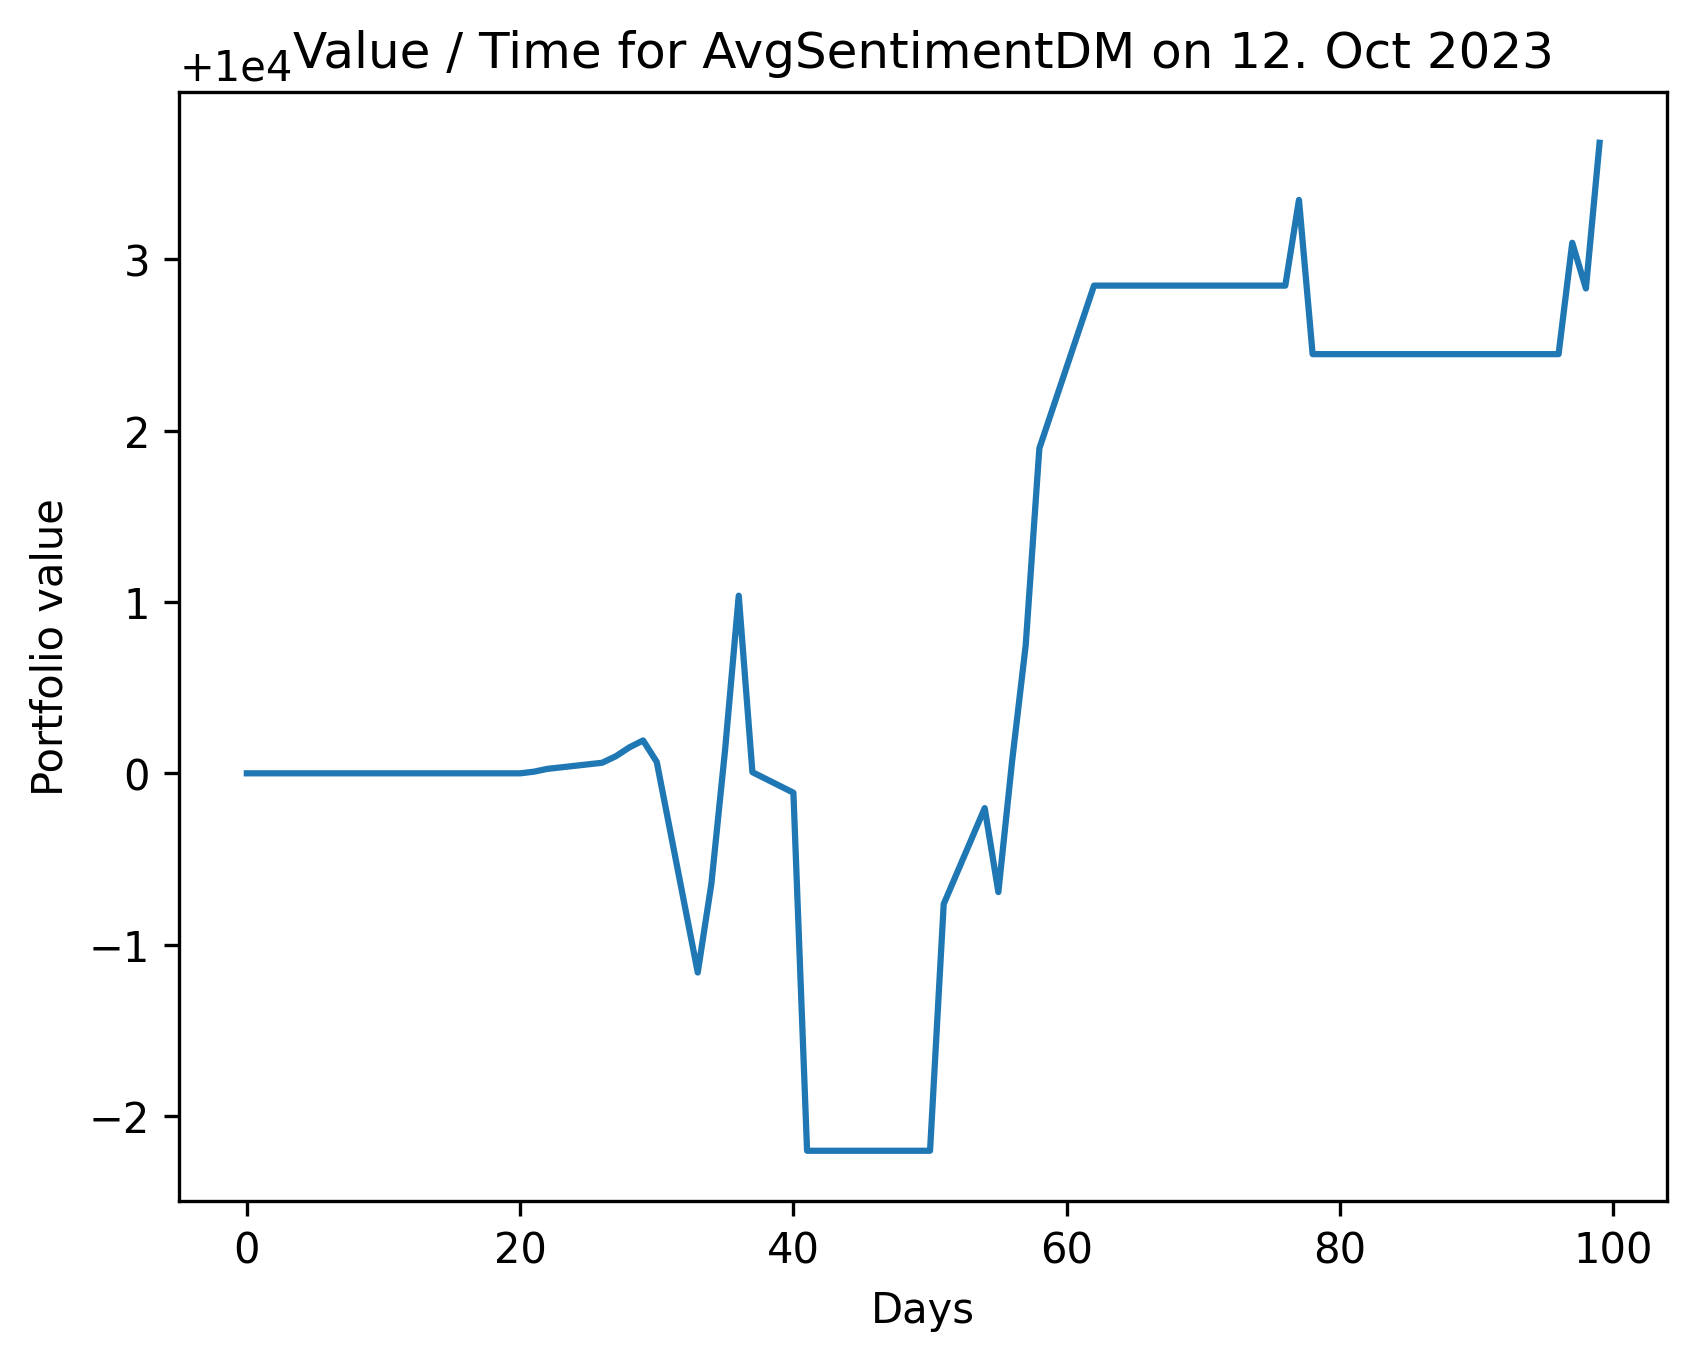 Value / Time for AvgSentimentDM on 12. Oct 2023
+1e4
3
2
1
0
−1
−2
Portfolio value
0 20 40 60 80 100
Days